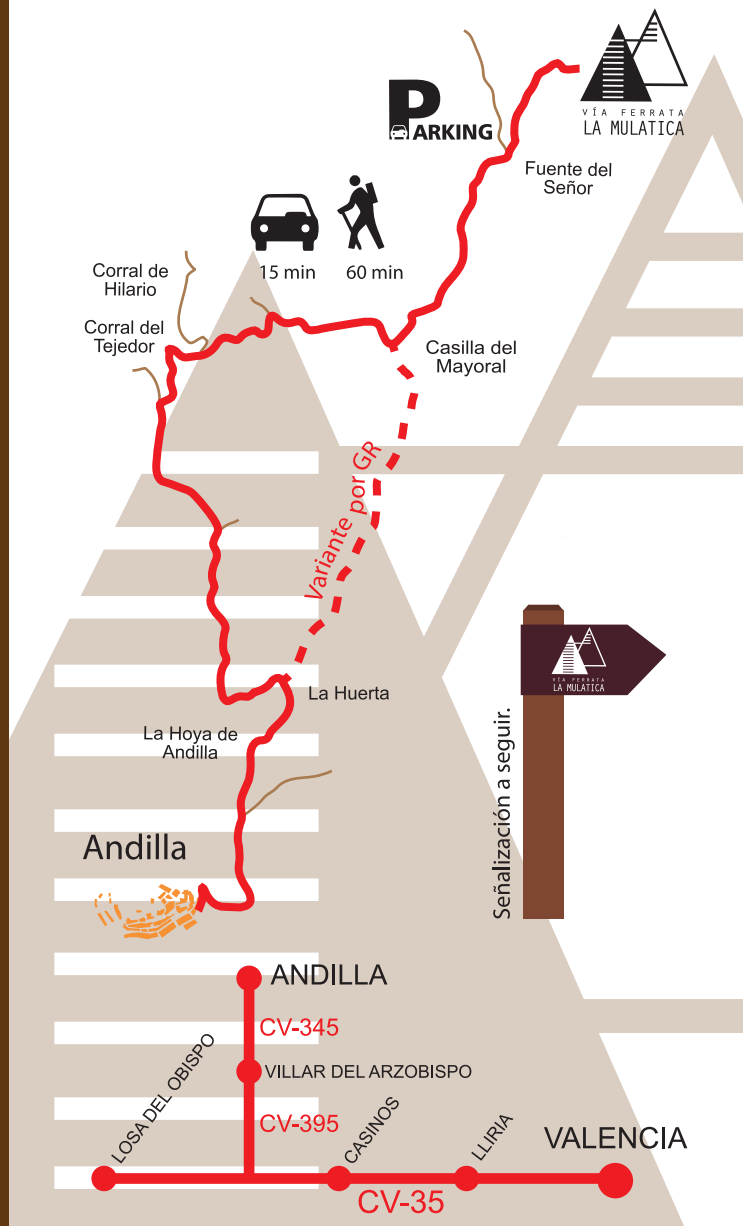 PARKING
VÍA FERRATA
LA MULATICA
Fuente del
Señor
15 min
60 min
Corral de
Hilario
Corral del
Tejedor
Casilla del
Mayoral
Variante por GR
La Huerta
La Hoya de
Andilla
VÍA FERRATA
LA MULATICA
Señalización a seguir.
Andilla
ANDILLA
CV-345
VILLAR DEL ARZOBISPO
CV-395
LOSA DEL OBISPO
CASINOS
LLIRIA
VALENCIA
CV-35